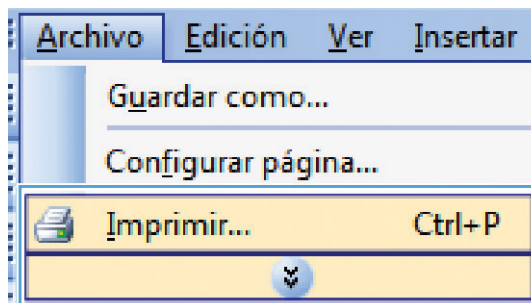 Archivo Edición Ver Insertar
Guardar como...
Configurar página...
Imprimir... Ctrl+P